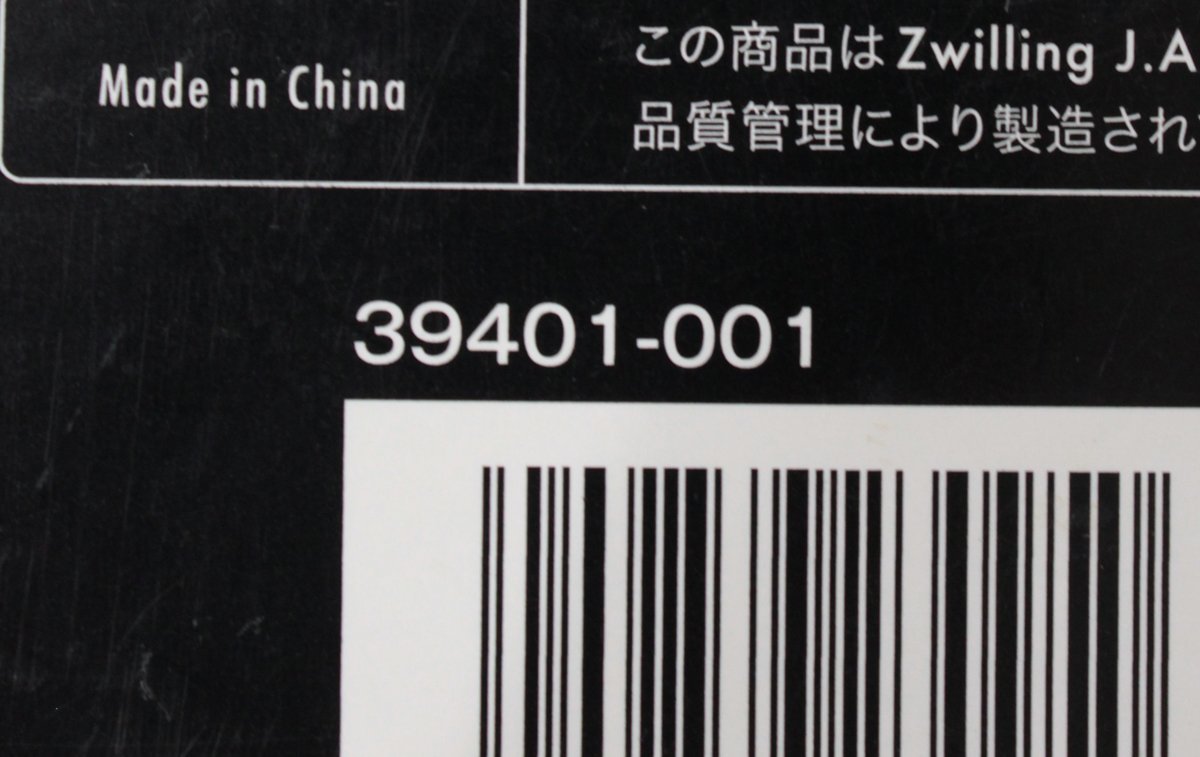 Made in China
この商品はZwilling J.A
品質管理により製造され
39401-001